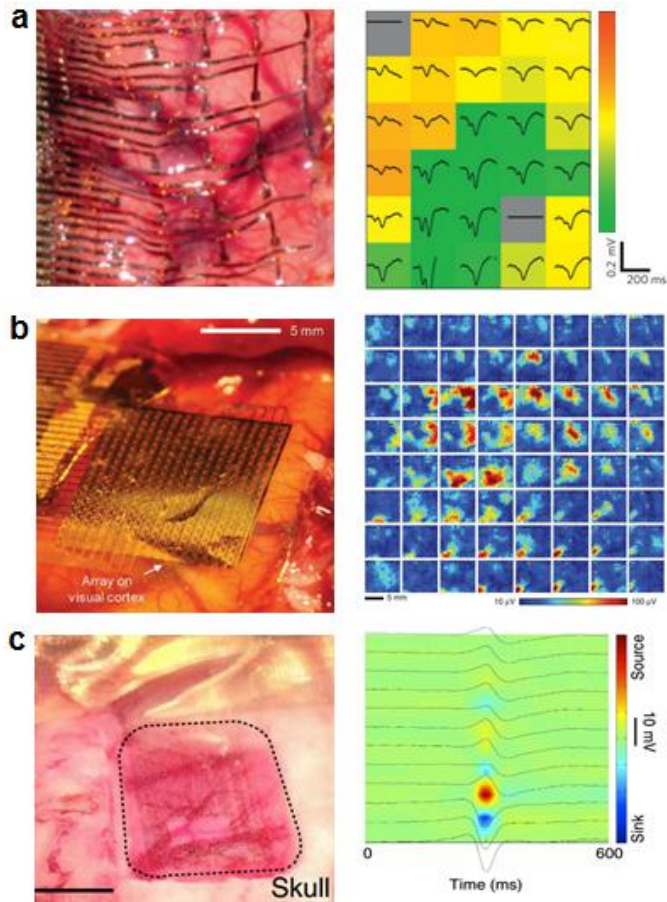 a
0.2 mV
200 ms
b
5 mm
Array on
visual cortex
5 mm
10 µV
100 µV
c
Skull
Source
10 mV
Sink
0
600
Time (ms)